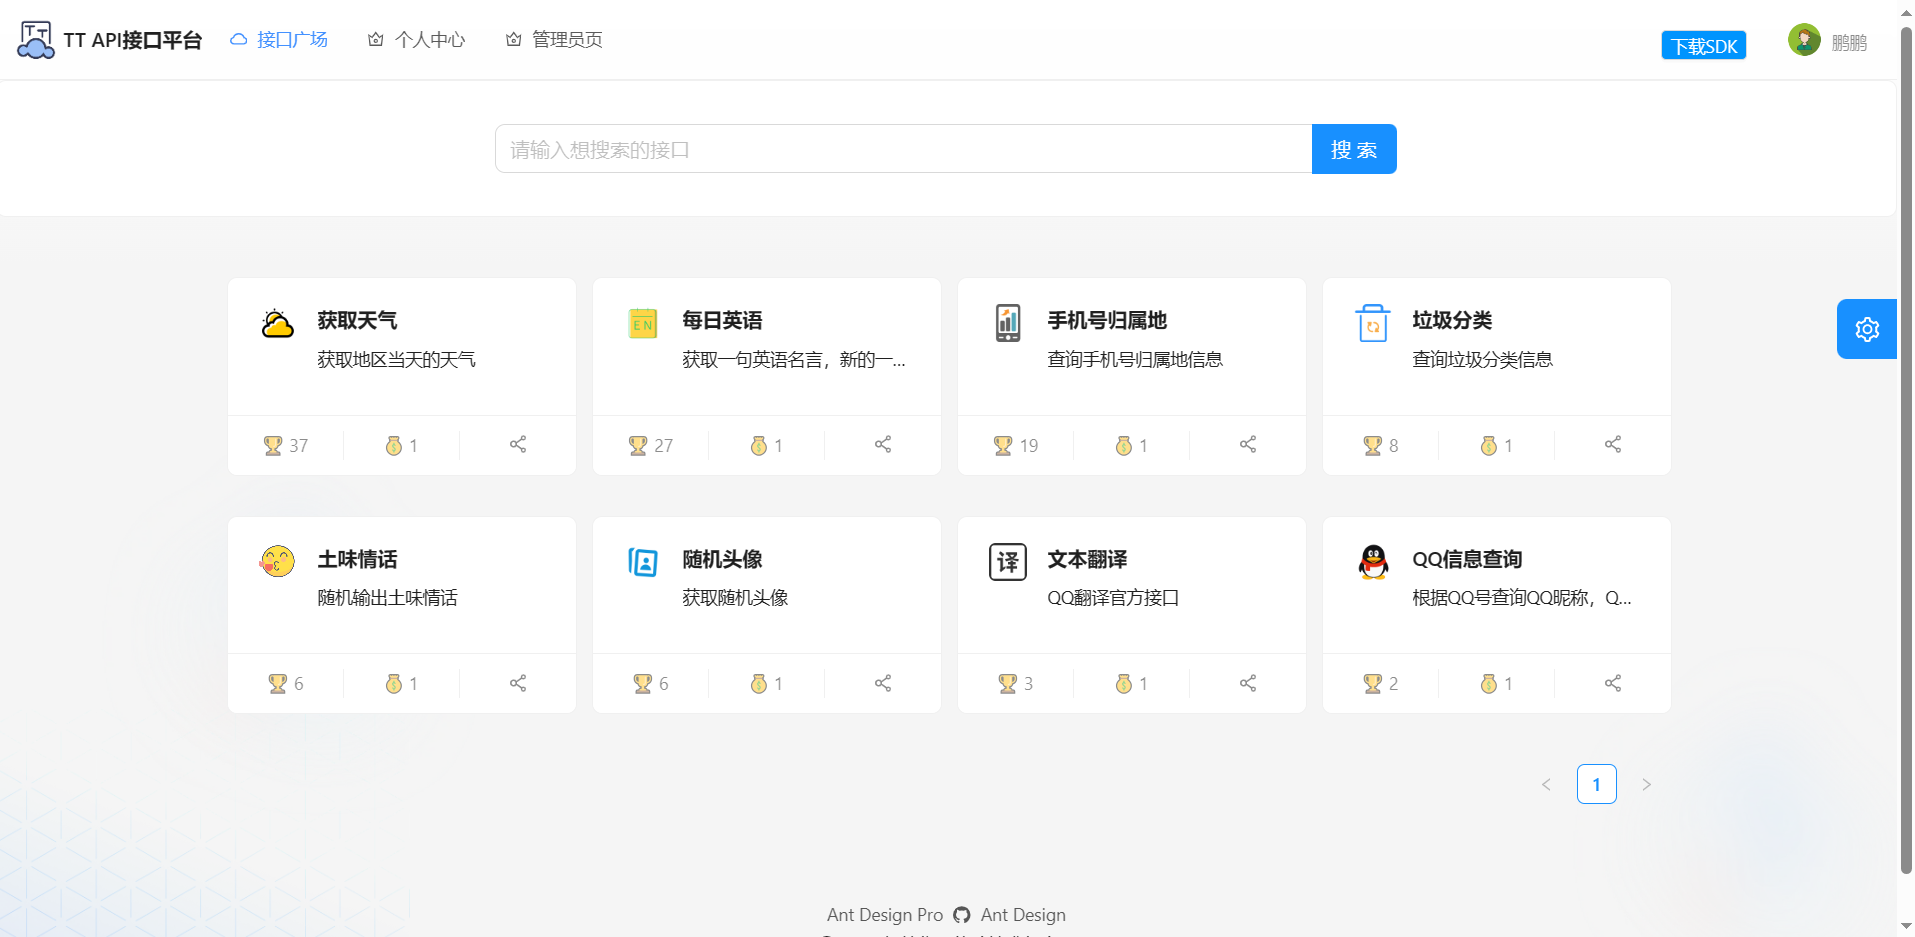 TT API接口平台 接口广场 个人中心 管理员页 下载SDK 鹏鹏
请输入想搜索的接口 搜 索
获取天气
获取地区当天的天气
37 1
EN
每日英语
获取一句英语名言，新的一...
27 1
手机号归属地
查询手机号归属地信息
19 1
垃圾分类
查询垃圾分类信息
8 1
土味情话
随机输出土味情话
6 1
随机头像
获取随机头像
6 1
译
文本翻译
QQ翻译官方接口
3 1
QQ信息查询
根据QQ号查询QQ昵称，Q...
2 1
< 1 >
Ant Design Pro Ant Design